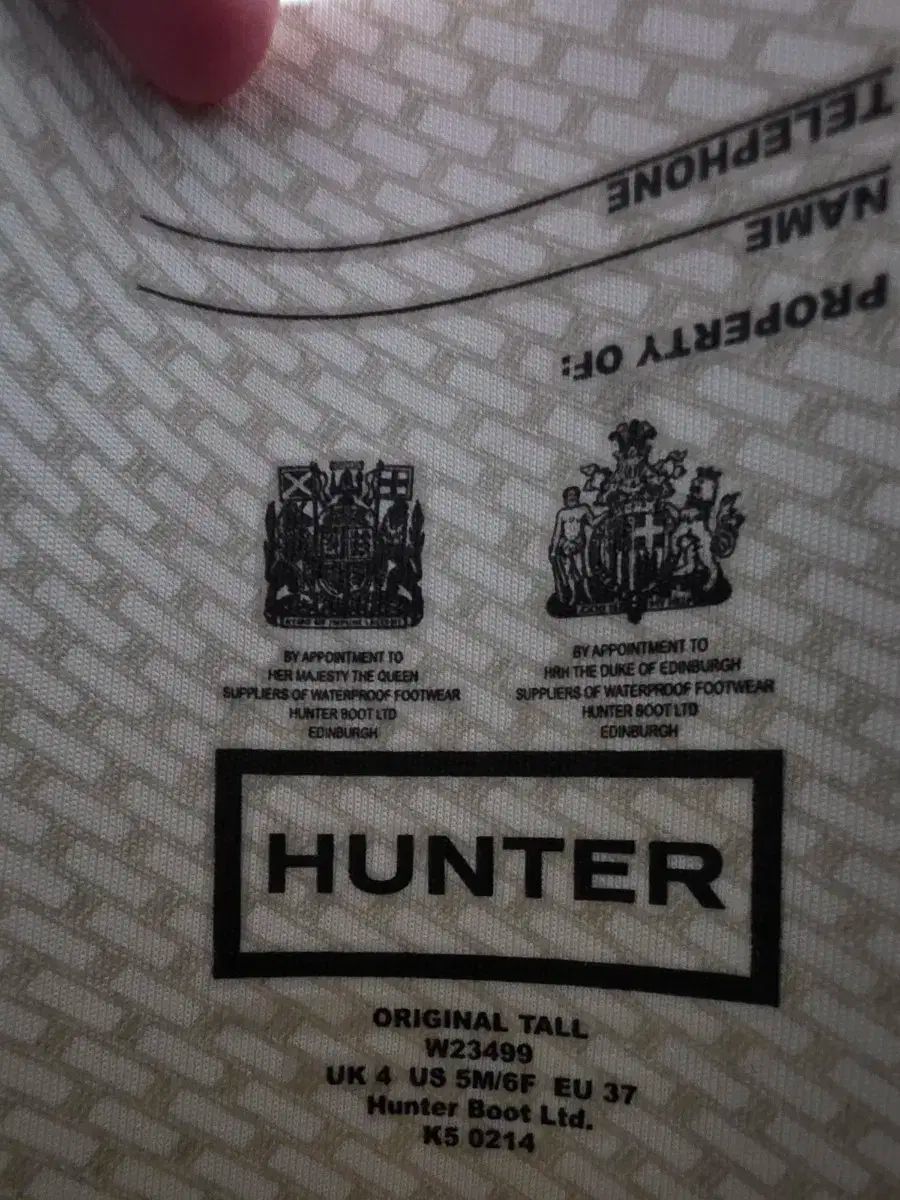 TELEPHONE
NAME
PROPERTY OF:
BY APPOINTMENT TO
HER MAJESTY THE QUEEN
SUPPLIERS OF WATERPROOF FOOTWEAR
HUNTER BOOT LTD
EDINBURGH
BY APPOINTMENT TO
HRH THE DUKE OF EDINBURGH
SUPPLIERS OF WATERPROOF FOOTWEAR
HUNTER BOOT LTD
EDINBURGH
HUNTER
ORIGINAL TALL
W23499
UK 4 US 5M/6F EU 37
Hunter Boot Ltd.
K5 0214